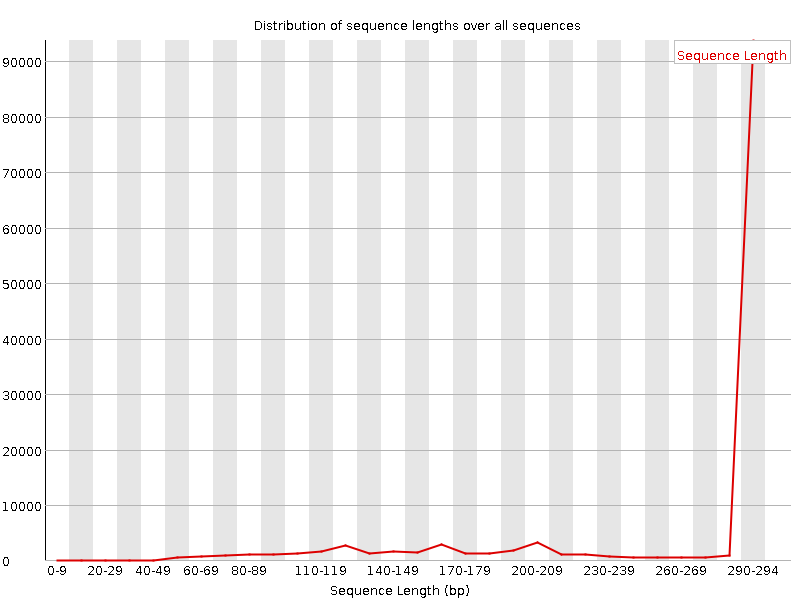 Distribution of sequence lengths over all sequences
Sequence Length
90000
80000
70000
60000
50000
40000
30000
20000
10000
0
0-9 20-29 40-49 60-69 80-89 110-119 140-149 170-179 200-209 230-239 260-269 290-294
Sequence Length (bp)